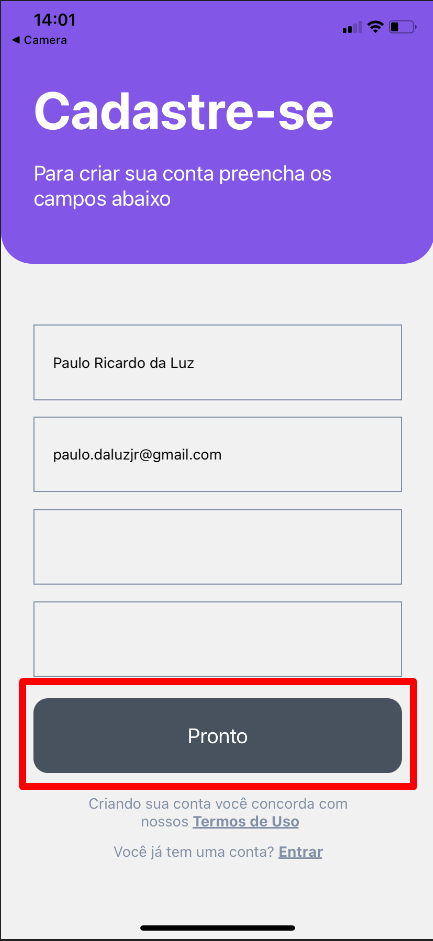 14:01
◀ Camera
Cadastre-se
Para criar sua conta preencha os
campos abaixo
Paulo Ricardo da Luz
paulo.daluzjr@gmail.com
Pronto
Criando sua conta você concorda com
nossos Termos de Uso
Você já tem uma conta? Entrar